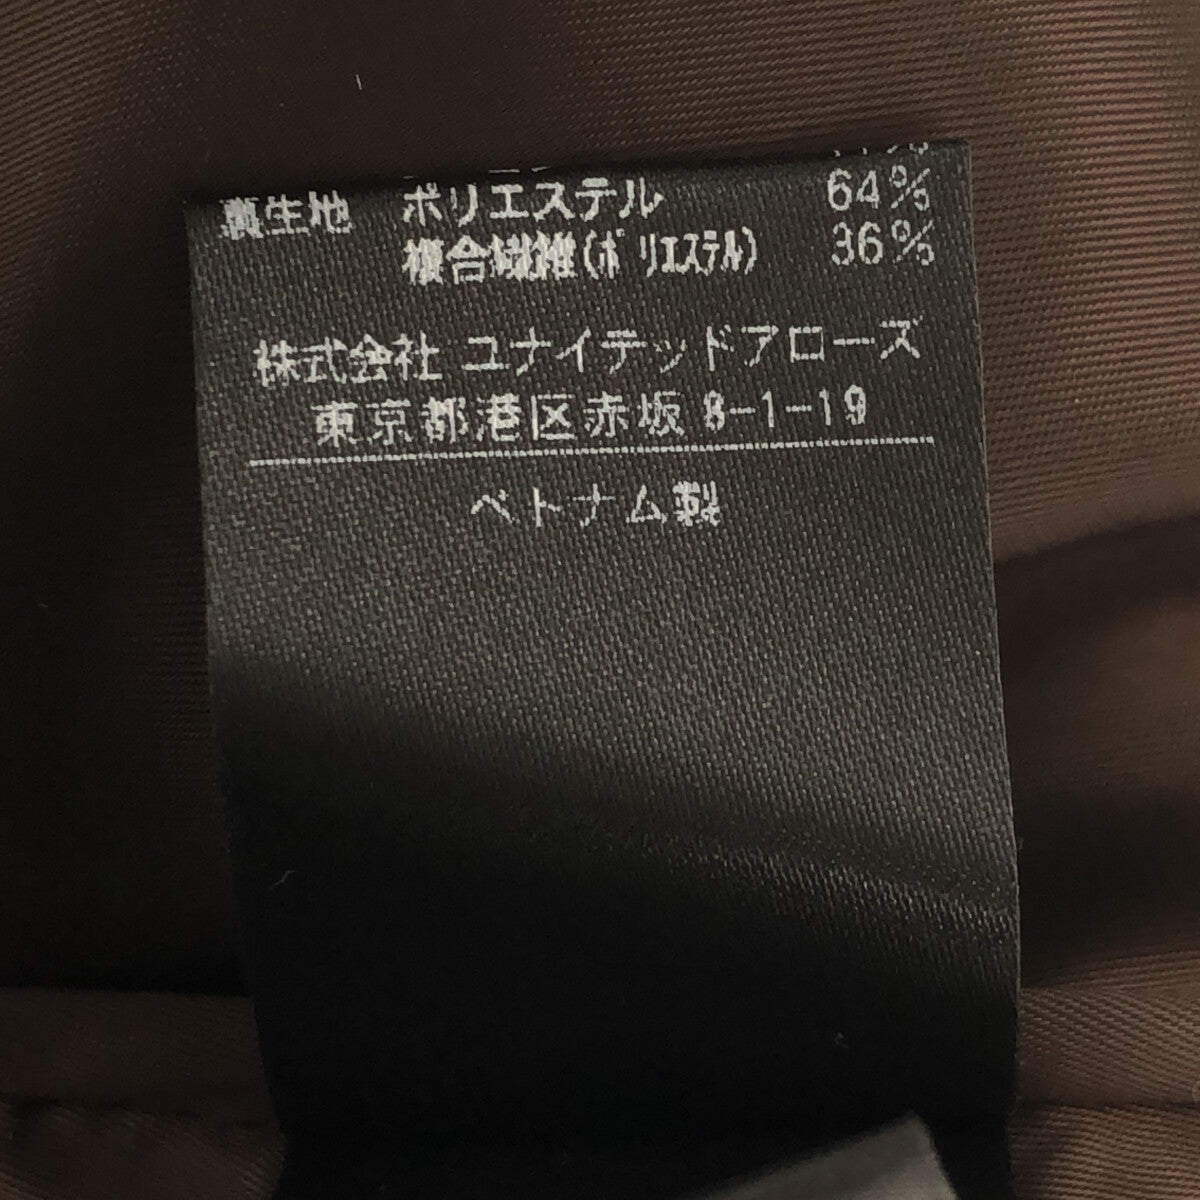 裏生地 ポリエステル 64%
複合繊維(ポリエステル) 36%
株式会社 ユナイテッドアローズ
東京都港区赤坂 8-1-19
ベトナム製